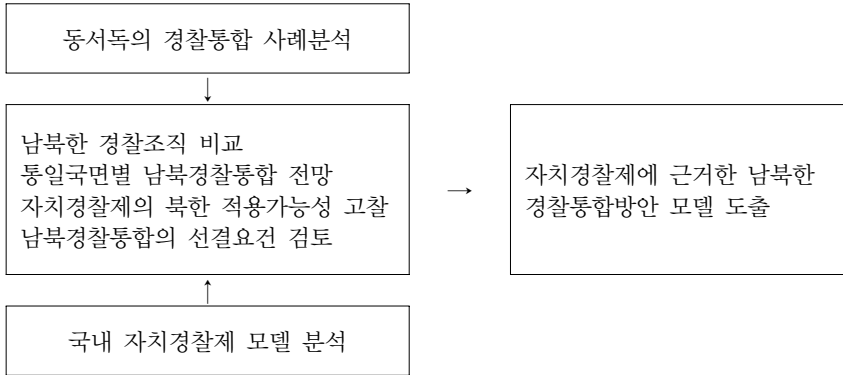 동서독의 경찰통합 사례분석
↓
남북한 경찰조직 비교
통일국면별 남북경찰통합 전망
자치경찰제의 북한 적용가능성 고찰
남북경찰통합의 선결요건 검토
→
자치경찰제에 근거한 남북한
경찰통합방안 모델 도출
↑
국내 자치경찰제 모델 분석